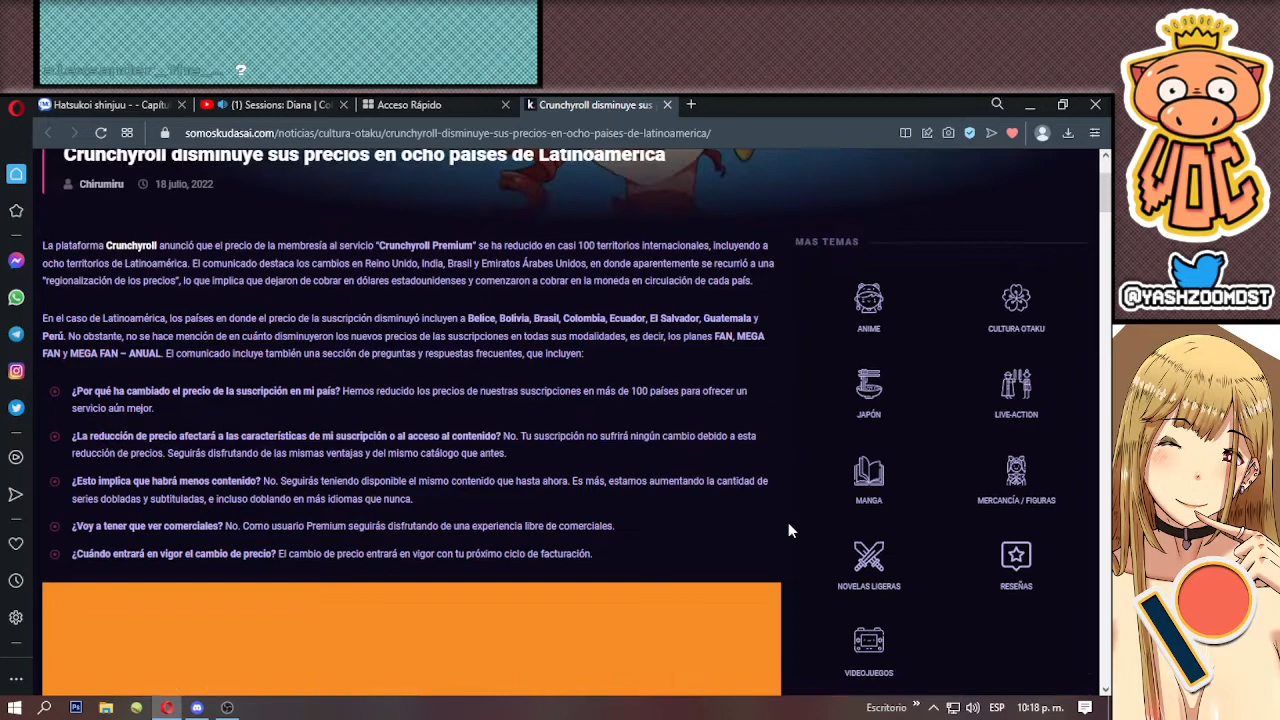 ?
Hatsukoi shinjuu - - Capítu
(1) Sessions: Diana | Col
Acceso Rápido
Crunchyroll disminuye sus
somoskudasai.com/noticias/cultura-otaku/crunchyroll-disminuye-sus-precios-en-ocho-paises-de-latinoamerica/
Crunchyroll disminuye sus precios en ocho países de Latinoamérica
Chirumiru 18 julio, 2022
La plataforma Crunchyroll anunció que el precio de la membresía al servicio "Crunchyroll Premium" se ha reducido en casi 100 territorios internacionales, incluyendo a
ocho territorios de Latinoamérica. El comunicado destaca los cambios en Reino Unido, India, Brasil y Emiratos Árabes Unidos, en donde aparentemente se recurrió a una
"regionalización de los precios", lo que implica que dejaron de cobrar en dólares estadounidenses y comenzaron a cobrar en la moneda en circulación de cada país.
En el caso de Latinoamérica, los países en donde el precio de la suscripción disminuyó incluyen a Belice, Bolivia, Brasil, Colombia, Ecuador, El Salvador, Guatemala y
Perú. No obstante, no se hace mención de en cuánto disminuyeron los nuevos precios de las suscripciones en todas sus modalidades, es decir, los planes FAN, MEGA
FAN y MEGA FAN – ANUAL. El comunicado incluye también una sección de preguntas y respuestas frecuentes, que incluyen:
¿Por qué ha cambiado el precio de la suscripción en mi país? Hemos reducido los precios de nuestras suscripciones en más de 100 países para ofrecer un
servicio aún mejor.
¿La reducción de precio afectará a las características de mi suscripción o al acceso al contenido? No. Tu suscripción no sufrirá ningún cambio debido a esta
reducción de precios. Seguirás disfrutando de las mismas ventajas y del mismo catálogo que antes.
¿Esto implica que habrá menos contenido? No. Seguirás teniendo disponible el mismo contenido que hasta ahora. Es más, estamos aumentando la cantidad de
series dobladas y subtituladas, e incluso doblando en más idiomas que nunca.
¿Voy a tener que ver comerciales? No. Como usuario Premium seguirás disfrutando de una experiencia libre de comerciales.
¿Cuándo entrará en vigor el cambio de precio? El cambio de precio entrará en vigor con tu próximo ciclo de facturación.
MAS TEMAS
ANIME
CULTURA OTAKU
JAPÓN
LIVE-ACTION
MANGA
MERCANCÍA / FIGURAS
NOVELAS LIGERAS
RESEÑAS
VIDEOJUEGOS
@YASHZOOMDST
Escritorio
ESP
10:18 p. m.